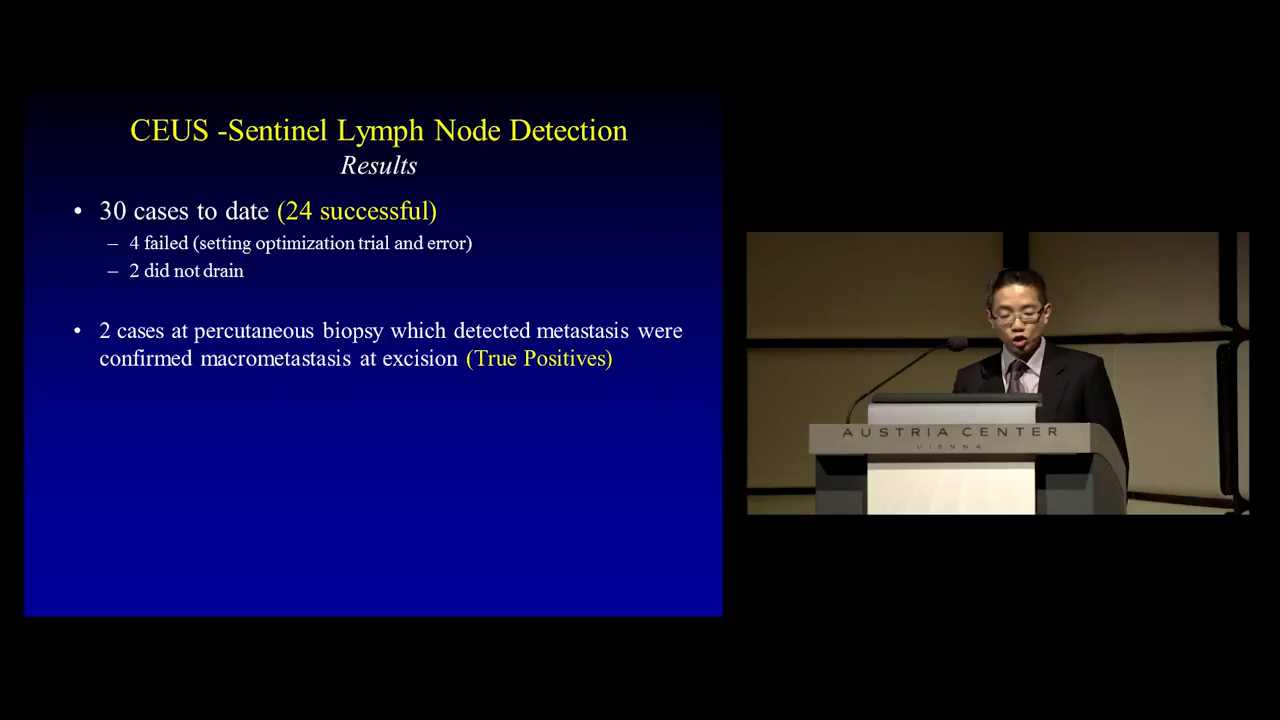 CEUS -Sentinel Lymph Node Detection
Results
• 30 cases to date (24 successful)
– 4 failed (setting optimization trial and error)
– 2 did not drain
• 2 cases at percutaneous biopsy which detected metastasis were
confirmed macrometastasis at excision (True Positives)
AUSTRIA CENTER
VIENNA